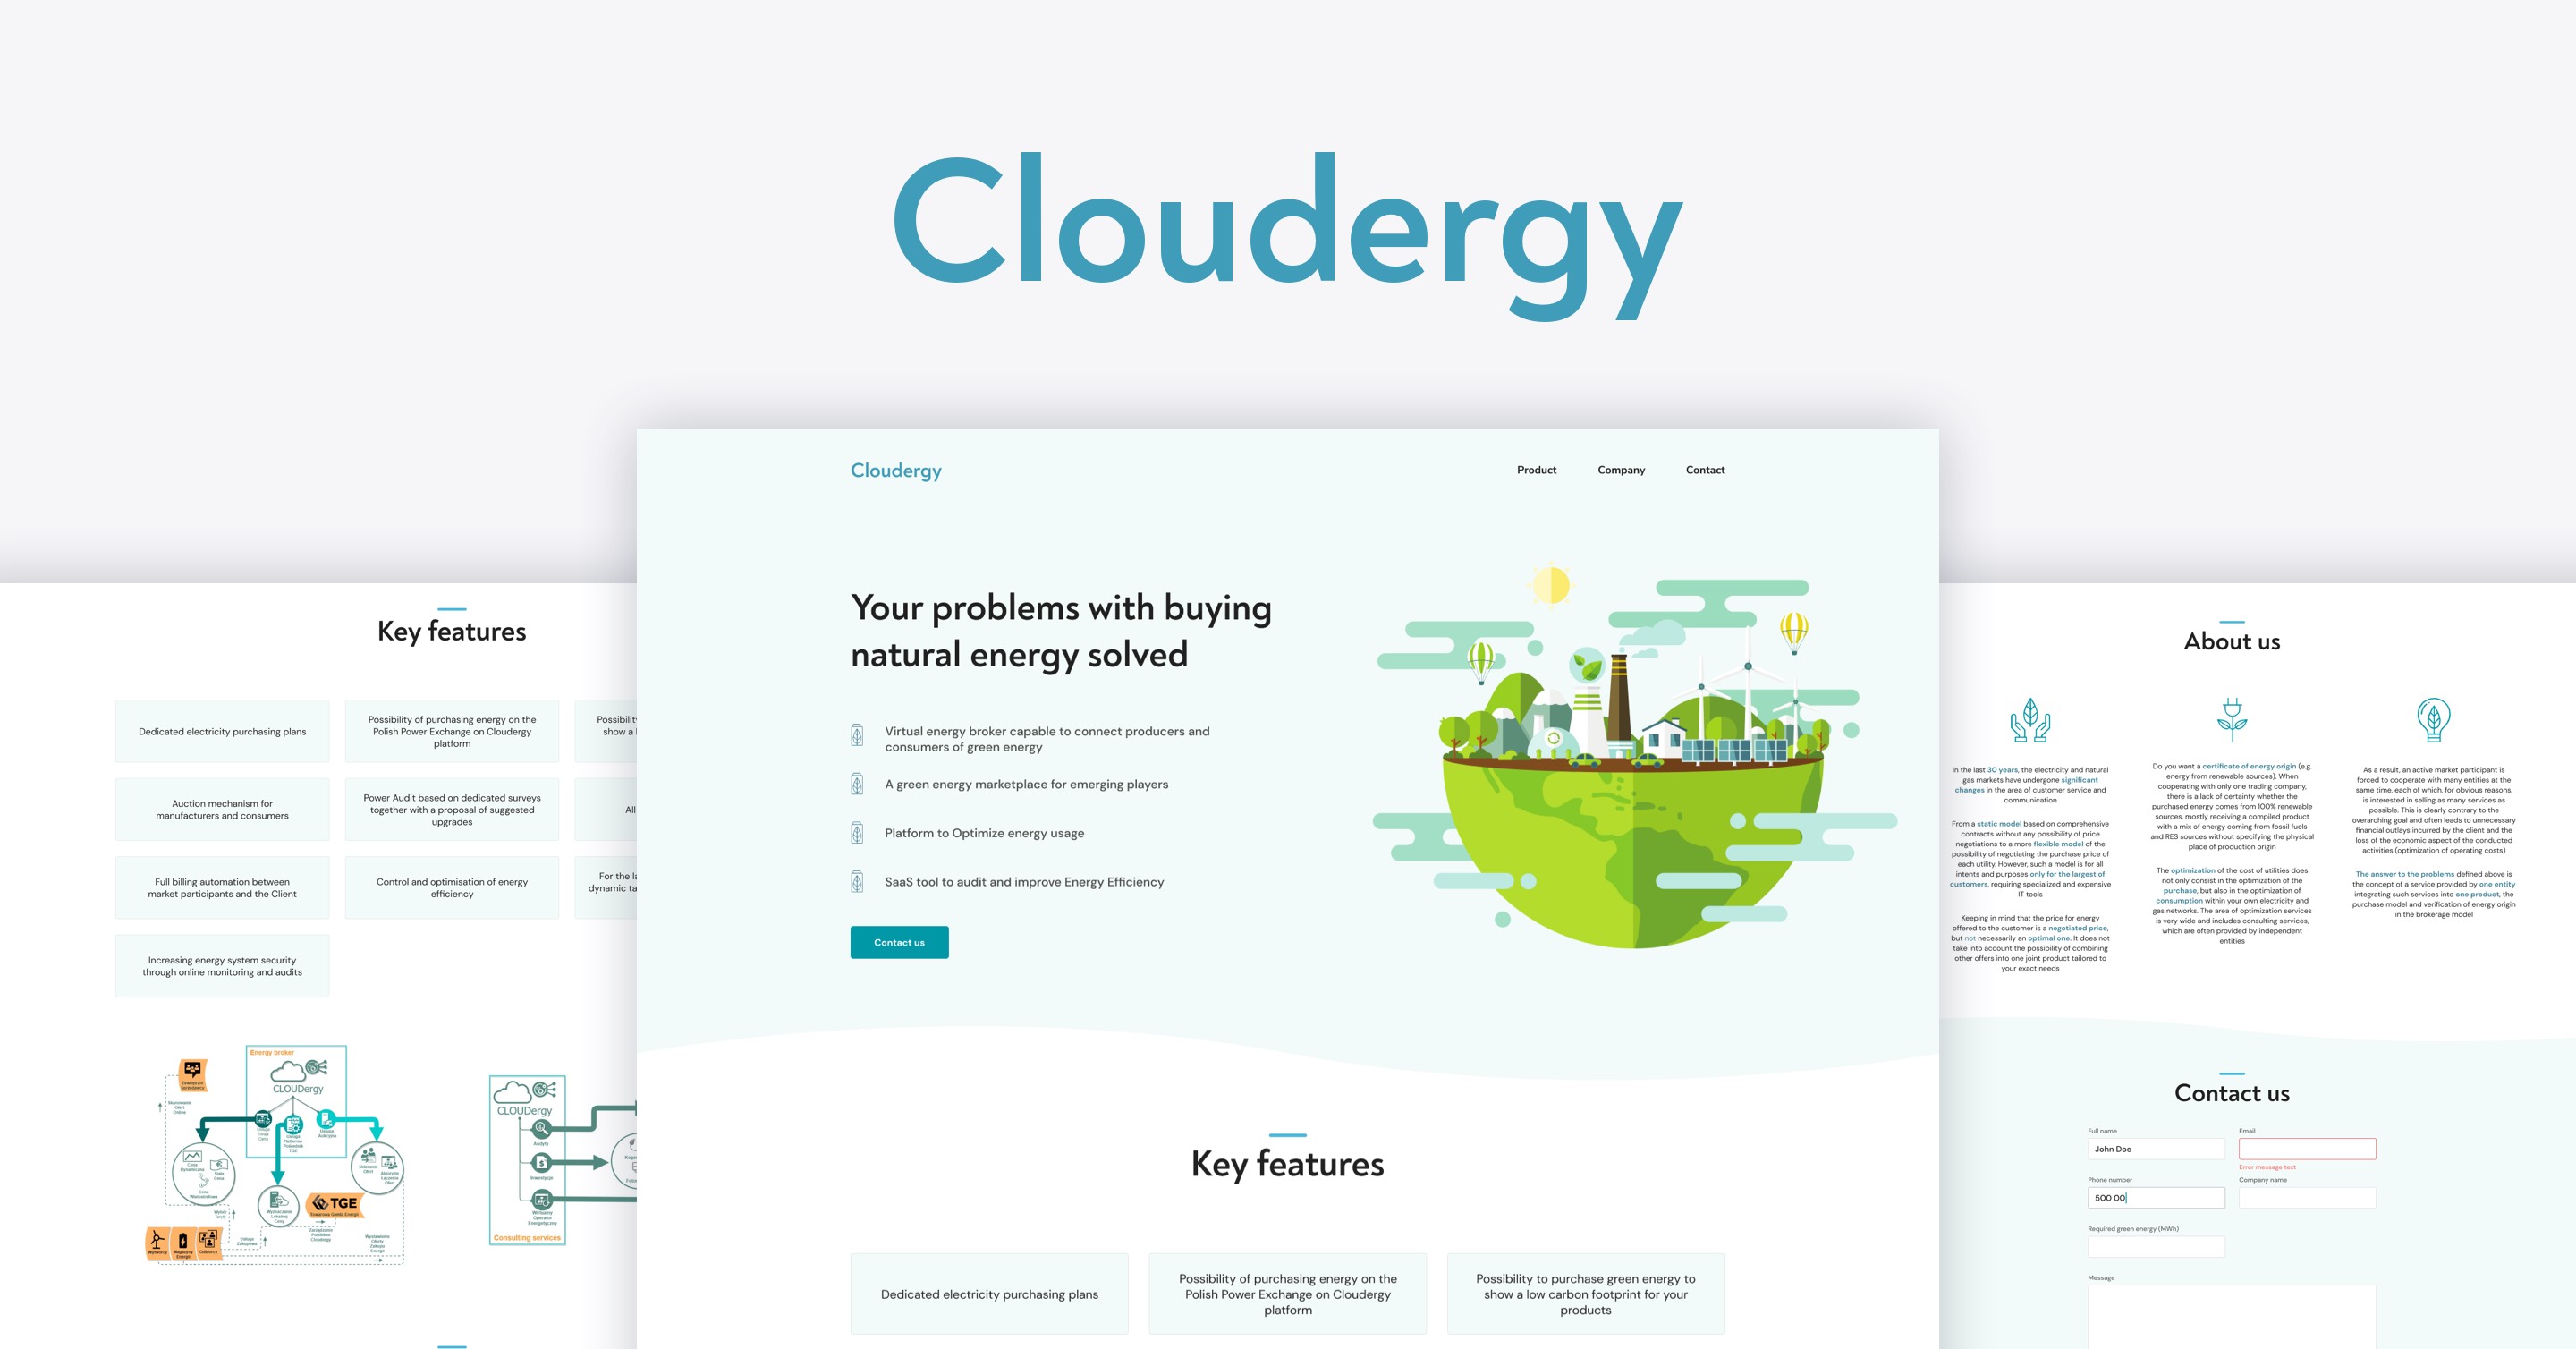 Cloudergy
Cloudergy
Product
Company
Contact
Your problems with buying
natural energy solved
Virtual energy broker capable to connect producers and
consumers of green energy
A green energy marketplace for emerging players
Platform to Optimize energy usage
SaaS tool to audit and improve Energy Efficiency
Contact us
Key features
Dedicated electricity purchasing plans
Possibility of purchasing energy on the
Polish Power Exchange on Cloudergy
platform
Possibility to purchase green energy to
show a low carbon footprint for your
products
Key features
Dedicated electricity purchasing plans
Possibility of purchasing energy on the
Polish Power Exchange on Cloudergy
platform
show a
Auction mechanism for
manufacturers and consumers
Power Audit based on dedicated surveys
together with a proposal of suggested
upgrades
All
Full billing automation between
market participants and the Client
Control and optimisation of energy
efficiency
For the
dynamic
Increasing energy system security
through online monitoring and audits
Energy broker
CLOUDergy
TGE
Towarowa Giełda Energii
CLOUDergy
Audyty
Inwestycje
Wirtualny
Operator
Energetyczny
Consulting services
About us
In the last 30 years, the electricity and natural
gas markets have undergone significant
changes in the area of customer service and
communication
From a static model based on comprehensive
contracts without any possibility of price
negotiations to a more flexible model of the
possibility of negotiating the purchase price of
each utility. However, such a model is for all
intents and purposes only for the largest of
customers, requiring specialized and expensive
IT tools
Keeping in mind that the price for energy
offered to the customer is a negotiated price,
but not necessarily an optimal one. It does not
take into account the possibility of combining
other offers into one joint product tailored to
your exact needs
Do you want a certificate of energy origin (e.g.
energy from renewable sources). When
cooperating with only one trading company,
there is a lack of certainty whether the
purchased energy comes from 100% renewable
sources, mostly receiving a compiled product
with a mix of energy coming from fossil fuels
and RES sources without specifying the physical
place of production origin
The optimization of the cost of utilities does
not only consist in the optimization of the
purchase, but also in the optimization of
consumption within your own electricity and
gas networks. The area of optimization services
is very wide and includes consulting services,
which are often provided by independent
entities
As a result, an active market participant is
forced to cooperate with many entities at the
same time, each of which, for obvious reasons,
is interested in selling as many services as
possible. This is clearly contrary to the
overarching goal and often leads to unnecessary
financial outlays incurred by the client and the
loss of the economic aspect of the conducted
activities (optimization of operating costs)
The answer to the problems defined above is
the concept of a service provided by one entity
integrating such services into one product, the
purchase model and verification of energy origin
in the brokerage model
Contact us
Full name
John Doe
Email
Error message text
Phone number
500 00
Company name
Required green energy (MWh)
Message